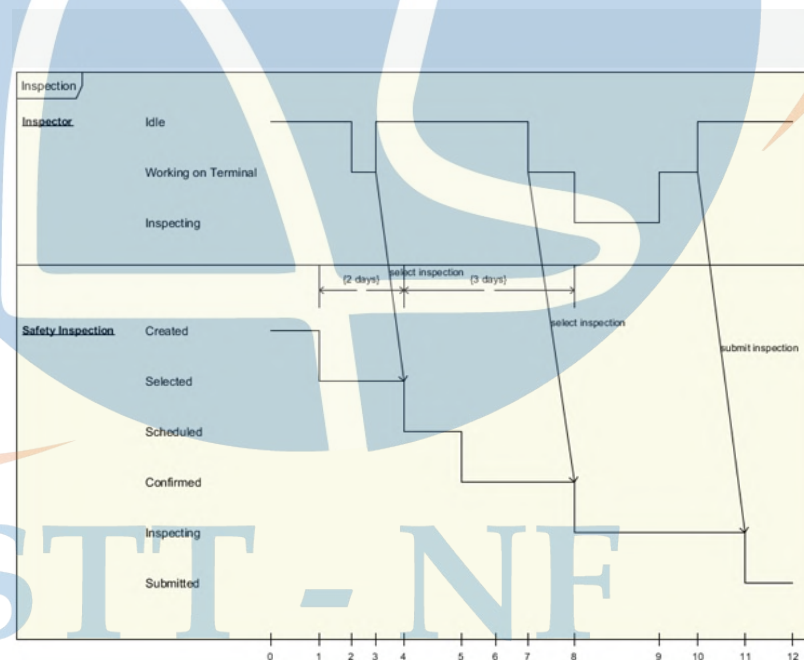 Inspection
Inspector
Idle
Working on Terminal
Inspecting
select inspection
{2 days}
{3 days}
select inspection
submit inspection
Safety Inspection
Created
Selected
Scheduled
Confirmed
Inspecting
Submitted
STT - NF
0 1 2 3 4 5 6 7 8 9 10 11 12